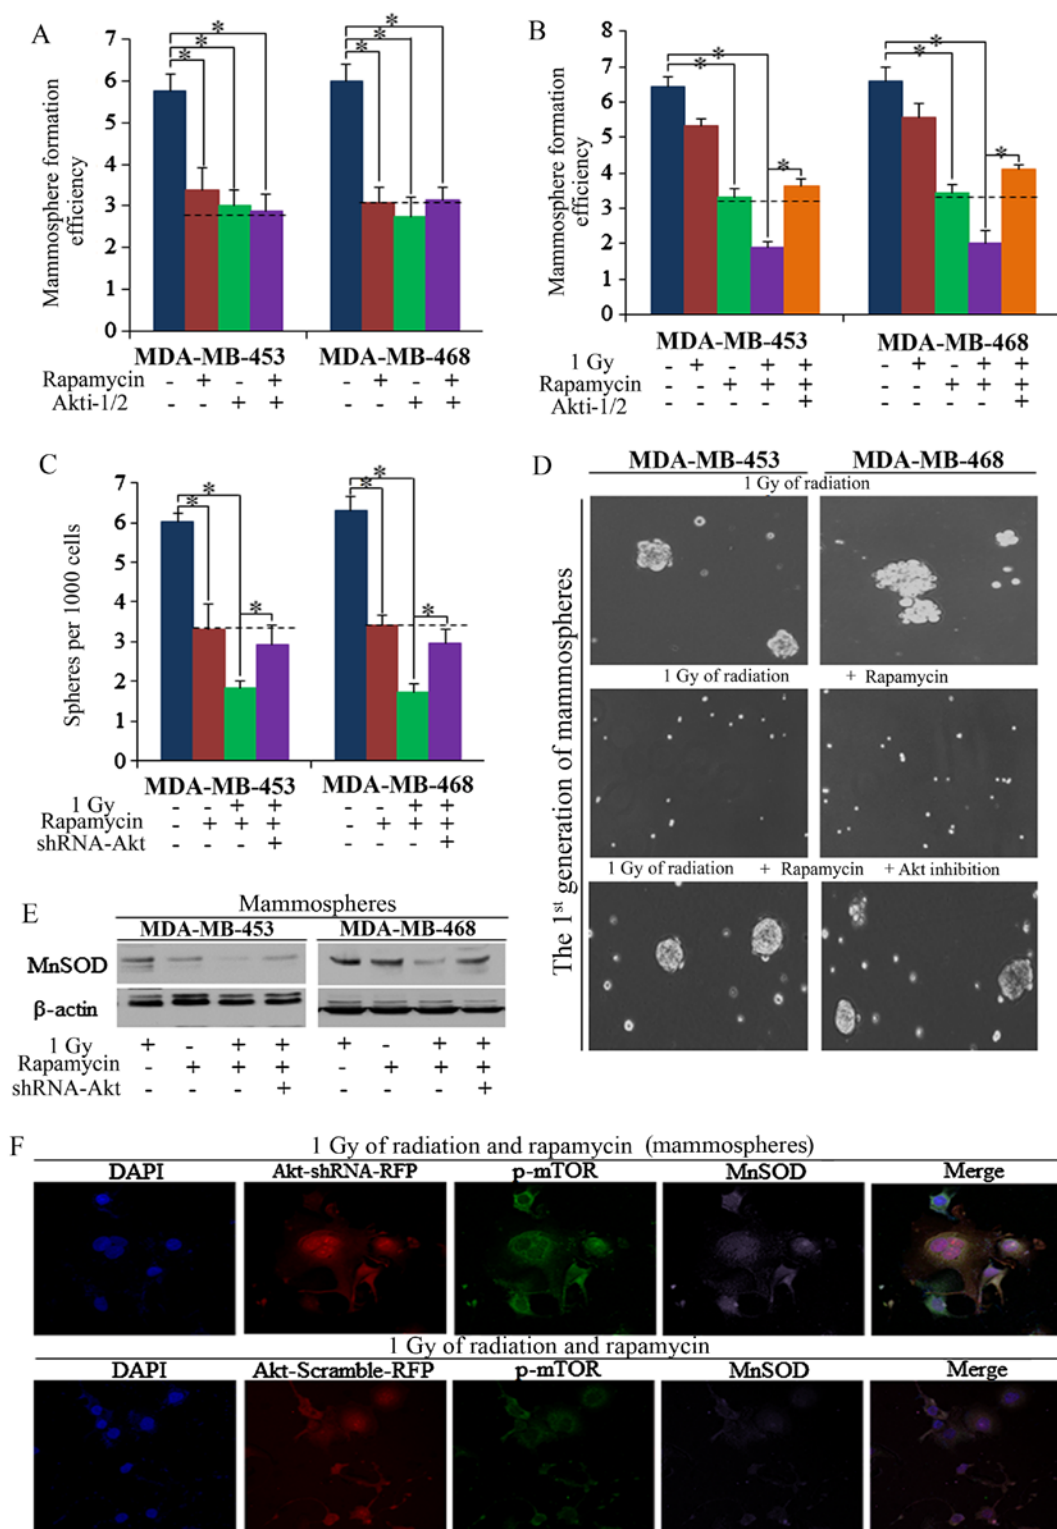 A
Mammosphere formation
efficiency
7
6
5
4
3
2
1
0
* * *
* * *
MDA-MB-453 MDA-MB-468
Rapamycin - + - + - + - +
Akti-1/2 - - + + - - + +
B
Mammosphere formation
efficiency
8
7
6
5
4
3
2
1
0
* * *
* * *
MDA-MB-453 MDA-MB-468
1 Gy - + - + + - + - + +
Rapamycin - - + + + - - + + +
Akti-1/2 - - - - + - - - - +
C
Spheres per 1000 cells
7
6
5
4
3
2
1
0
* * *
* * *
MDA-MB-453 MDA-MB-468
1 Gy - - + + - - + +
Rapamycin - + + + - + + +
shRNA-Akt - - - + - - - +
D
The 1st generation of mammospheres
MDA-MB-453 MDA-MB-468
1 Gy of radiation
1 Gy of radiation + Rapamycin
1 Gy of radiation + Rapamycin + Akt inhibition
E
Mammospheres
MDA-MB-453 MDA-MB-468
MnSOD
β-actin
1 Gy + - + + + - + +
Rapamycin - + + + - + + +
shRNA-Akt - - - + - - - +
F
1 Gy of radiation and rapamycin (mammospheres)
DAPI Akt-shRNA-RFP p-mTOR MnSOD Merge
1 Gy of radiation and rapamycin
DAPI Akt-Scramble-RFP p-mTOR MnSOD Merge